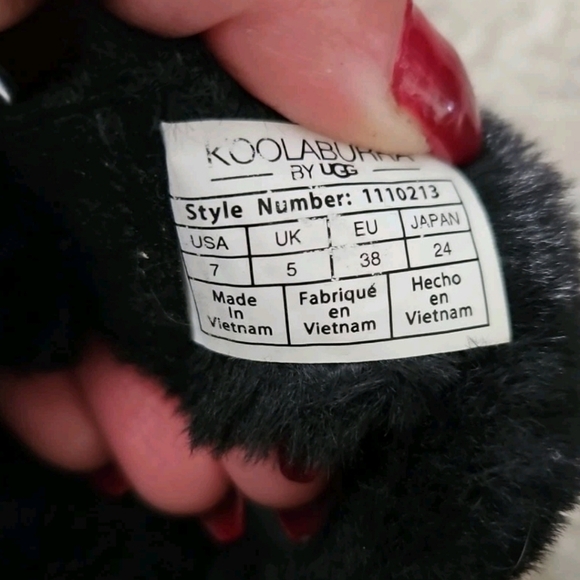 KOOLABURRA
BY UGG
Style Number: 1110213
USA UK EU JAPAN
7 5 38 24
Made in Vietnam
Fabriqué en Vietnam
Hecho en Vietnam